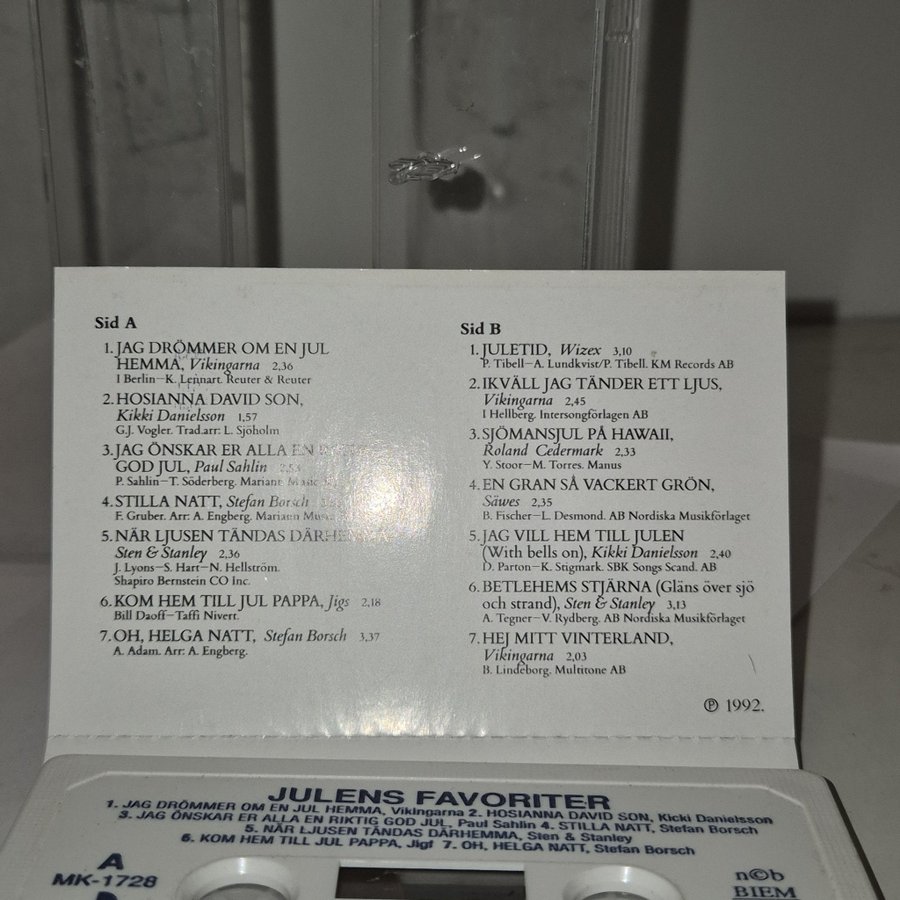 Sid A
1. JAG DRÖMMER OM EN JUL
HEMMA, Vikingarna 2,36
I Berlin–K. Lennart. Reuter & Reuter
2. HOSIANNA DAVID SON,
Kikki Danielsson 1,57
G.J. Vogler. Trad.arr: L. Sjöholm
3. JAG ÖNSKAR ER ALLA EN
GOD JUL, Paul Sahlin 2,53
P. Sahlin–T. Söderberg. Mariann Music
4. STILLA NATT, Stefan Borsch
F. Gruber. Arr: A. Engberg. Mariann
5. NÄR LJUSEN TÄNDAS DÄRHEMMA,
Sten & Stanley 2,36
J. Lyons–S. Hart–N. Hellström.
Shapiro Bernstein CO Inc.
6. KOM HEM TILL JUL PAPPA, Jigs 2,18
Bill Daoff–Taffi Nivert.
7. OH, HELGA NATT, Stefan Borsch 3,37
A. Adam. Arr: A. Engberg.
Sid B
1. JULETID, Wizex 3,10
P. Tibell–A. Lundkvist/P. Tibell. KM Records AB
2. IKVÄLL JAG TÄNDER ETT LJUS,
Vikingarna 2,45
I Hellberg. Intersongförlagen AB
3. SJÖMANSJUL PÅ HAWAII,
Roland Cedermark 2,33
Y. Stoor–M. Torres. Manus
4. EN GRAN SÅ VACKERT GRÖN,
Säwes 2,35
B. Fischer–L. Desmond. AB Nordiska Musikförlaget
5. JAG VILL HEM TILL JULEN
(With bells on), Kikki Danielsson 2,40
D. Parton–K. Stigmark. SBK Songs Scand. AB
6. BETLEHEMS STJÄRNA (Gläns över sjö
och strand), Sten & Stanley 3,13
A. Tegner–V. Rydberg. AB Nordiska Musikförlaget
7. HEJ MITT VINTERLAND,
Vikingarna 2,03
B. Lindeborg. Multitone AB
℗ 1992.
JULENS FAVORITER
1. JAG DRÖMMER OM EN JUL HEMMA, Vikingarna 2. HOSIANNA DAVID SON, Kicki Danielsson
3. JAG ÖNSKAR ER ALLA EN RIKTIG GOD JUL, Paul Sahlin 4. STILLA NATT, Stefan Borsch
5. NÄR LJUSEN TÄNDAS DÄRHEMMA, Sten & Stanley
6. KOM HEM TILL JUL PAPPA, Jigf 7. OH, HELGA NATT, Stefan Borsch
A
MK-1728
n©b
BIEM